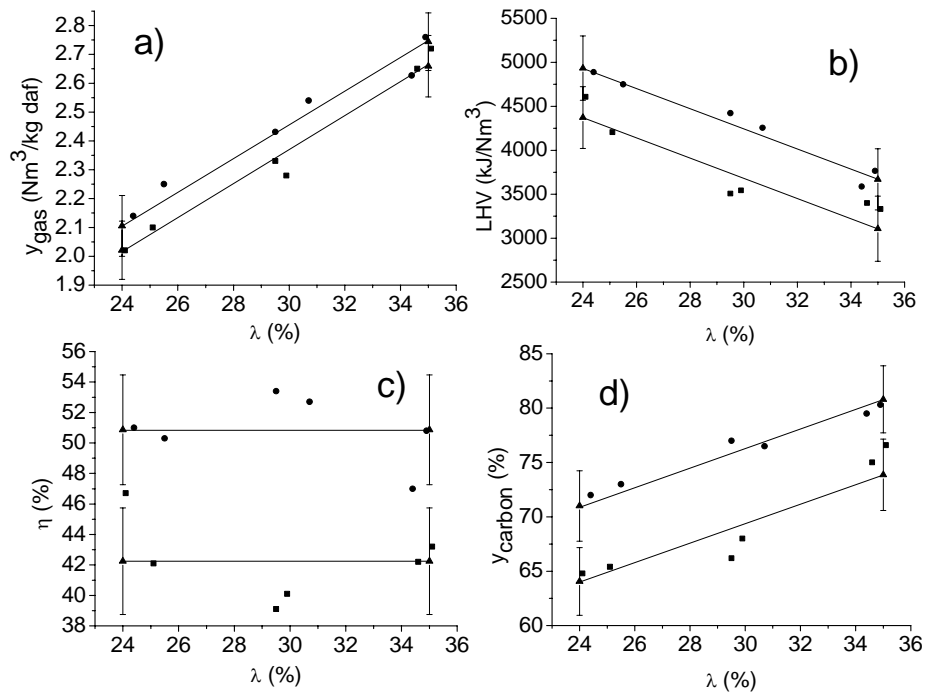 a)
2.8
2.7
2.6
2.5
2.4
2.3
2.2
2.1
2.0
1.9
y_gas (Nm^3/kg daf)
24 26 28 30 32 34 36
λ (%)
b)
5500
5000
4500
4000
3500
3000
2500
LHV (kJ/Nm^3)
24 26 28 30 32 34 36
λ (%)
c)
56
54
52
50
48
46
44
42
40
38
η (%)
24 26 28 30 32 34 36
λ (%)
d)
85
80
75
70
65
60
y_carbon (%)
24 26 28 30 32 34 36
λ (%)